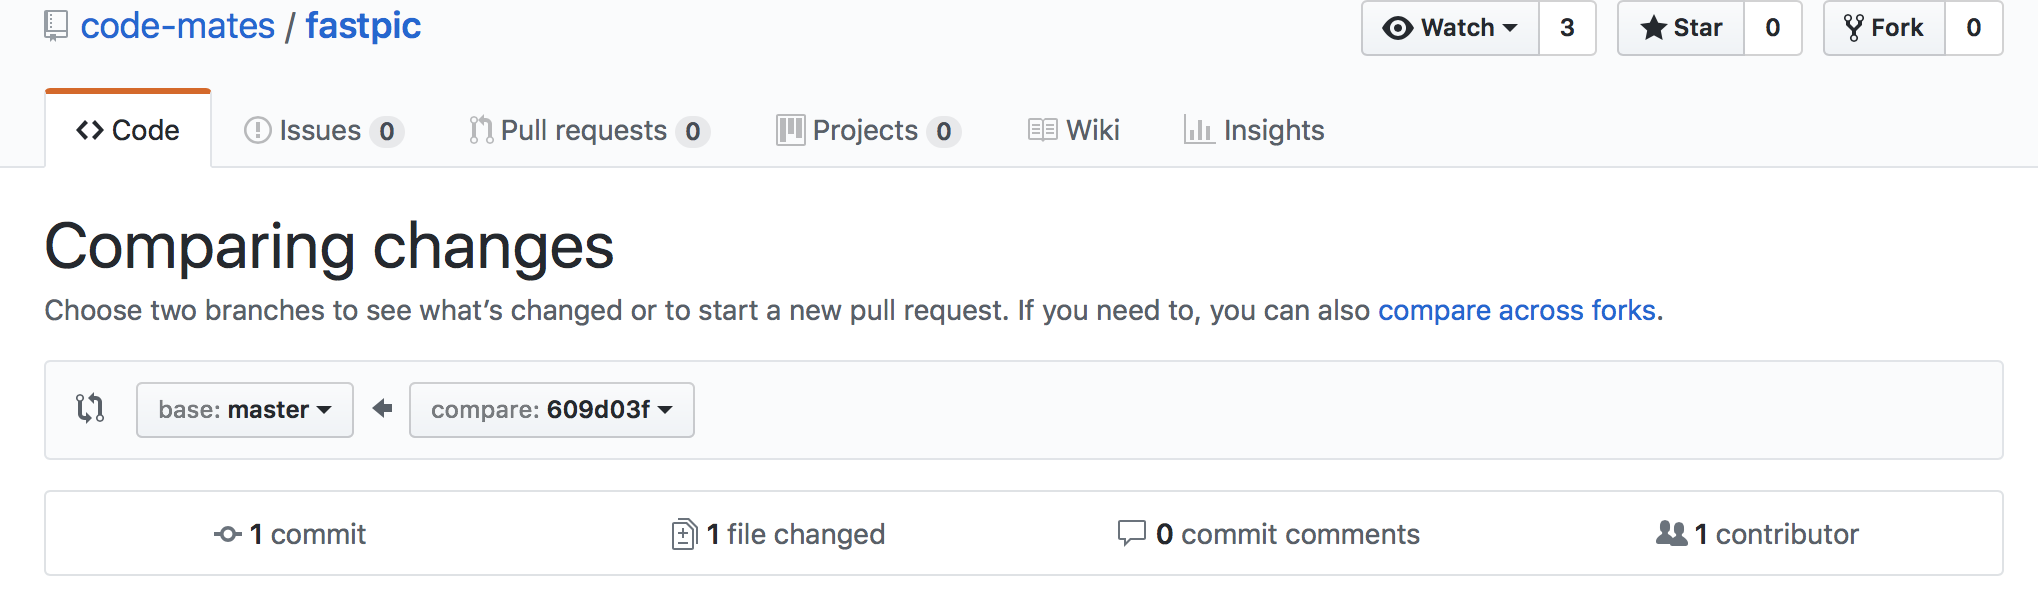 code-mates / fastpic
Watch 3 Star 0 Fork 0
Code Issues 0 Pull requests 0 Projects 0 Wiki Insights
Comparing changes
Choose two branches to see what’s changed or to start a new pull request. If you need to, you can also compare across forks.
base: master compare: 609d03f
1 commit 1 file changed 0 commit comments 1 contributor